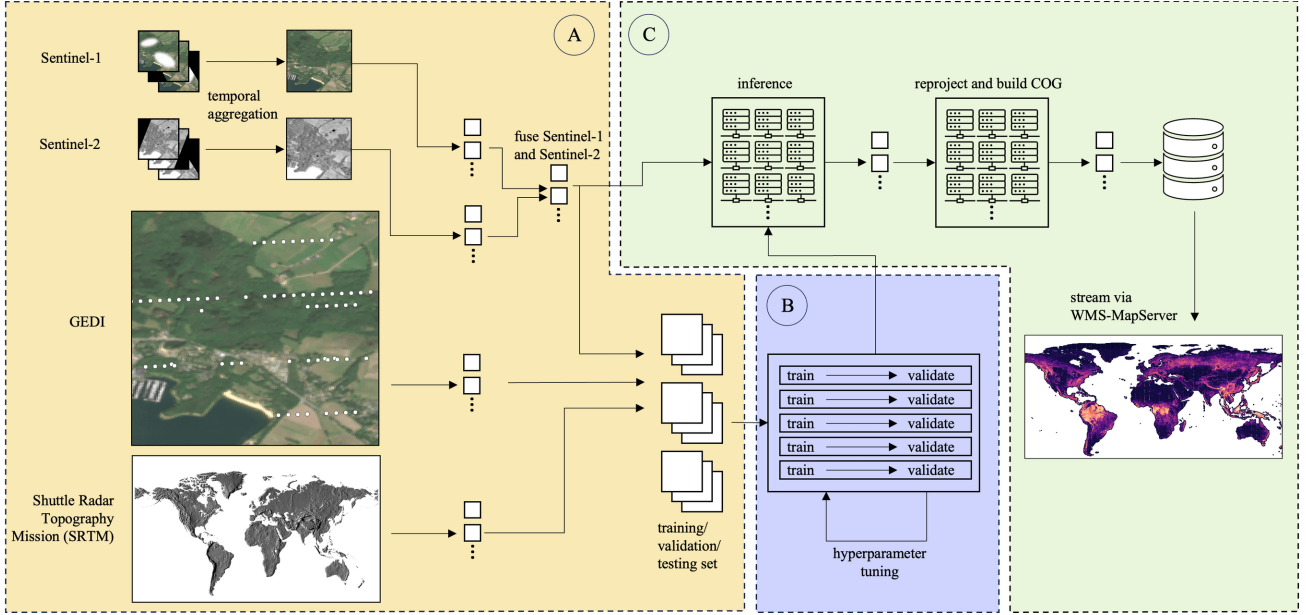 A
Sentinel-1
temporal
aggregation
Sentinel-2
fuse Sentinel-1
and Sentinel-2
GEDI
Shuttle Radar
Topography
Mission (SRTM)
training/
validation/
testing set
B
train
validate
train
validate
train
validate
train
validate
train
validate
hyperparameter
tuning
C
inference
reproject and build COG
stream via
WMS-MapServer